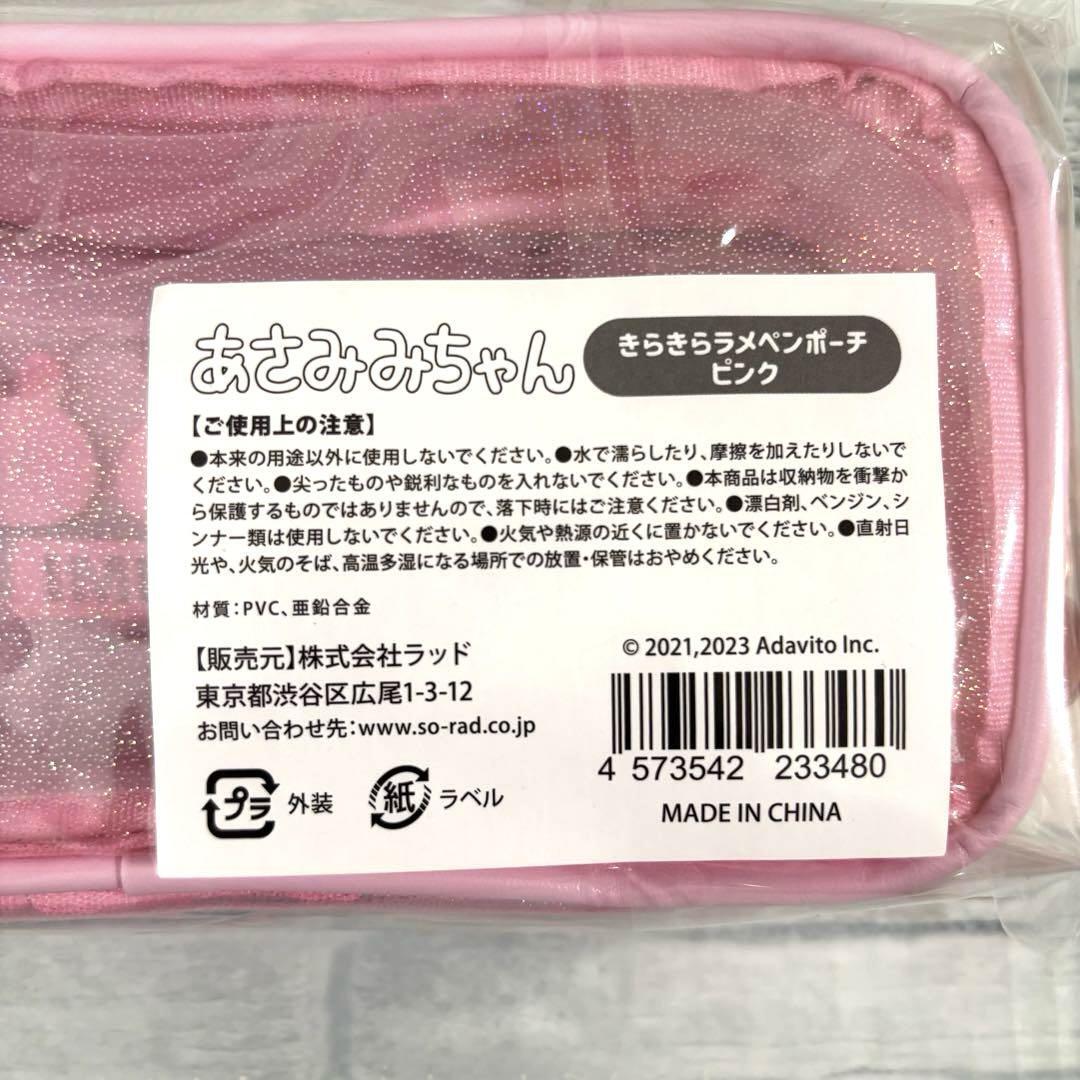 あさみみちゃん
きらきらラメペンポーチ
ピンク
【ご使用上の注意】
●本来の用途以外に使用しないでください。●水で濡らしたり、摩擦を加えたりしないで
ください。●尖ったものや鋭利なものを入れないでください。●本商品は収納物を衝撃か
ら保護するものではありませんので、落下時にはご注意ください。●漂白剤、ベンジン、シ
ンナー類は使用しないでください。●火気や熱源の近くに置かないでください。●直射日
光や、火気のそば、高温多湿になる場所での放置・保管はおやめください。
材質：PVC、亜鉛合金
【販売元】株式会社ラッド
東京都渋谷区広尾1-3-12
お問い合わせ先：www.so-rad.co.jp
プラ 外装
紙 ラベル
© 2021,2023 Adavito Inc.
4 573542 233480
MADE IN CHINA